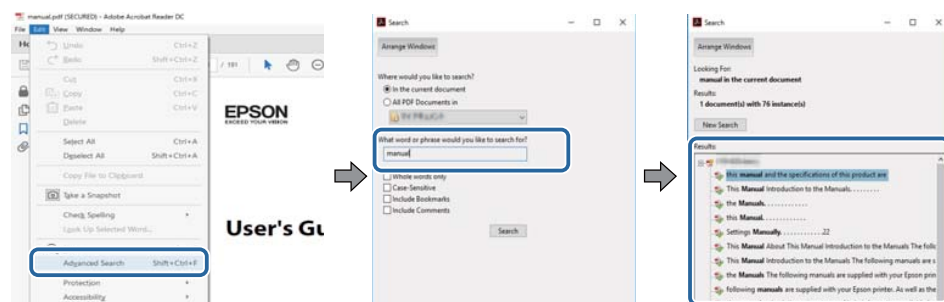 manual.pdf (SECURED) - Adobe Acrobat Reader DC
File Edit View Window Help
Undo Ctrl+Z
Redo Shift+Ctrl+Z
Cut Ctrl+X
Copy Ctrl+C
Paste Ctrl+V
Delete
Select All Ctrl+A
Deselect All Shift+Ctrl+A
Copy File to Clipboard
Take a Snapshot
Check Spelling
Look Up Selected Word...
Advanced Search Shift+Ctrl+F
Protection
Accessibility
/ 191
EPSON
EXCEED YOUR VISION
User's Gu
Search
Arrange Windows
Where would you like to search?
In the current document
All PDF Documents in
What word or phrase would you like to search for?
manual
Whole words only
Case-Sensitive
Include Bookmarks
Include Comments
Search
Search
Arrange Windows
Looking For:
manual in the current document
Results:
1 document(s) with 76 instance(s)
New Search
Results:
this manual and the specifications of this product are
This Manual Introduction to the Manuals. . . . . . . . .
the Manuals. . . . . . . . . . . . .
this Manual. . . . . . . . . . . .
Settings Manually. . . . . . . . . . . . .22
This Manual About This Manual Introduction to the Manuals The follo
This Manual Introduction to the Manuals The following manuals are s
the Manuals The following manuals are supplied with your Epson prin
following manuals are supplied with your Epson printer. As well as the